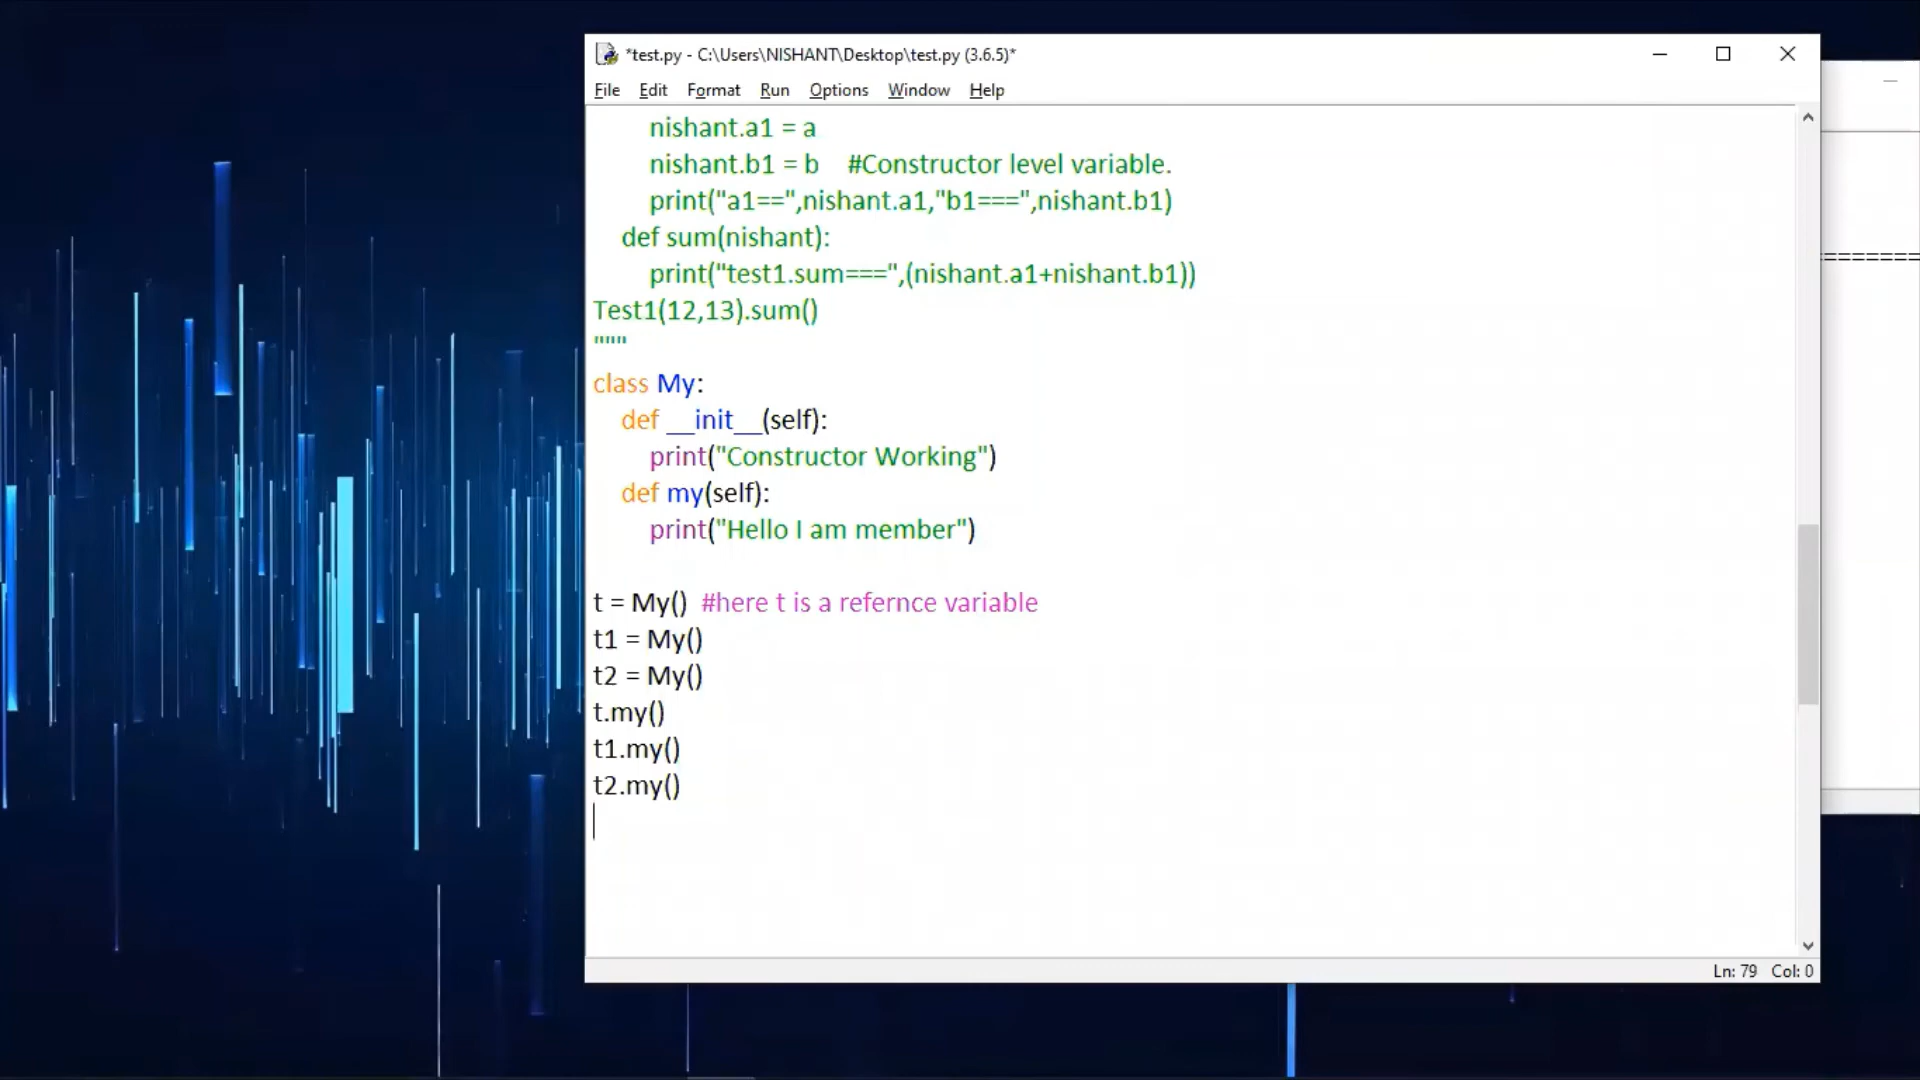 *test.py - C:\Users\NISHANT\Desktop\test.py (3.6.5)*
File Edit Format Run Options Window Help
nishant.a1 = a
nishant.b1 = b    #Constructor level variable.
print("a1==",nishant.a1,"b1===",nishant.b1)
def sum(nishant):
print("test1.sum===",(nishant.a1+nishant.b1))
Test1(12,13).sum()
"""
class My:
def __init__(self):
print("Constructor Working")
def my(self):
print("Hello I am member")
t = My()  #here t is a refernce variable
t1 = My()
t2 = My()
t.my()
t1.my()
t2.my()
Ln: 79 Col: 0